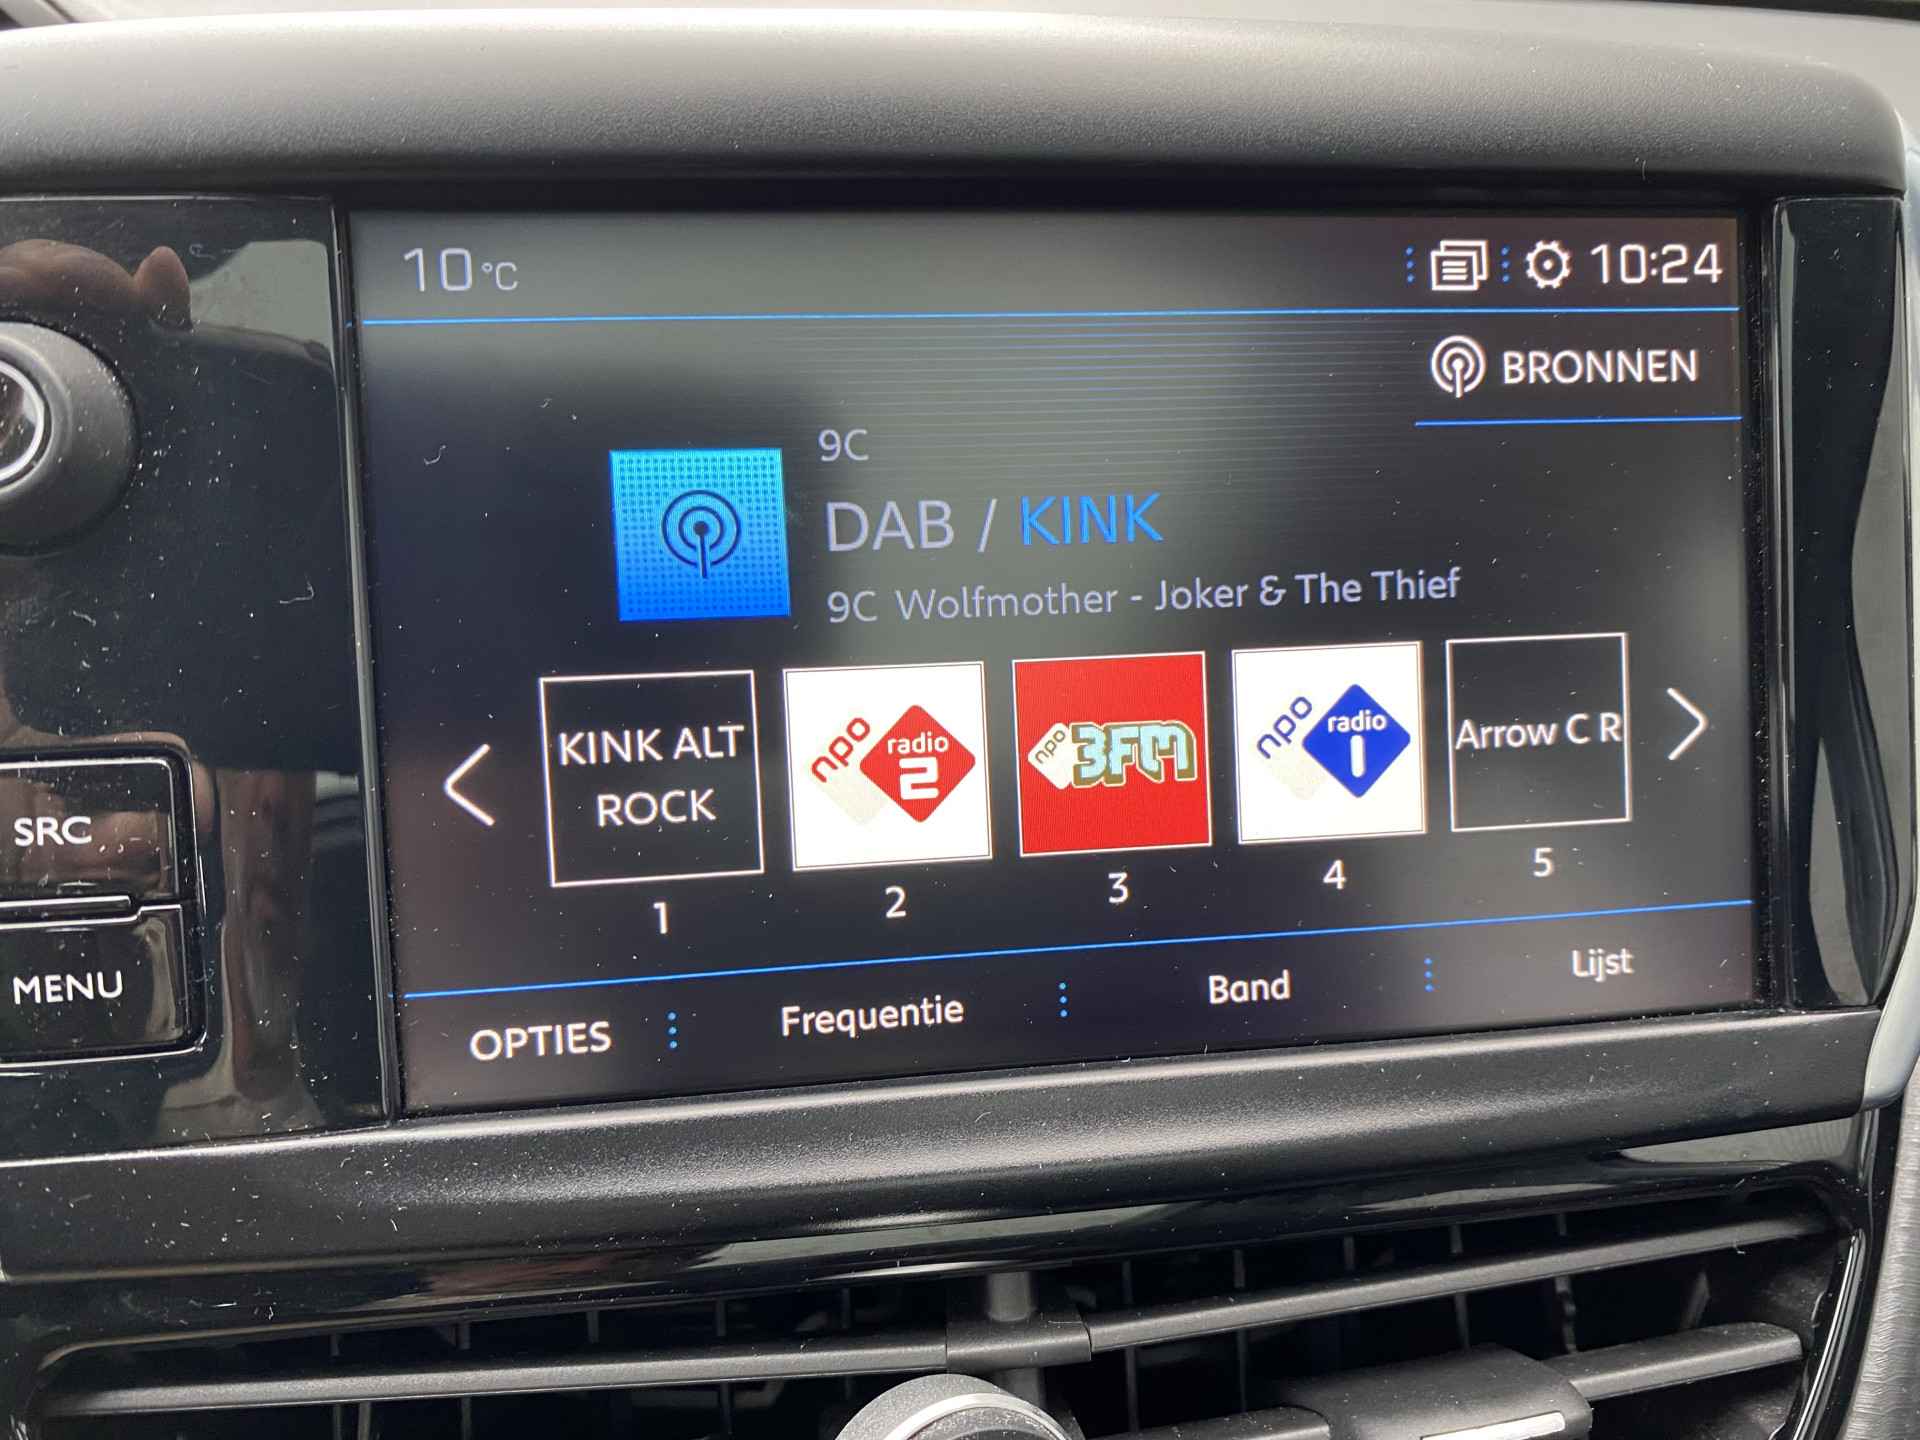 10 °C
10:24
BRONNEN
9C
DAB / KINK
9C Wolfmother - Joker & The Thief
KINK ALT
ROCK
npo
radio
2
npo
3FM
npo
radio
1
Arrow C R
1
2
3
4
5
OPTIES
Frequentie
Band
Lijst
SRC
MENU